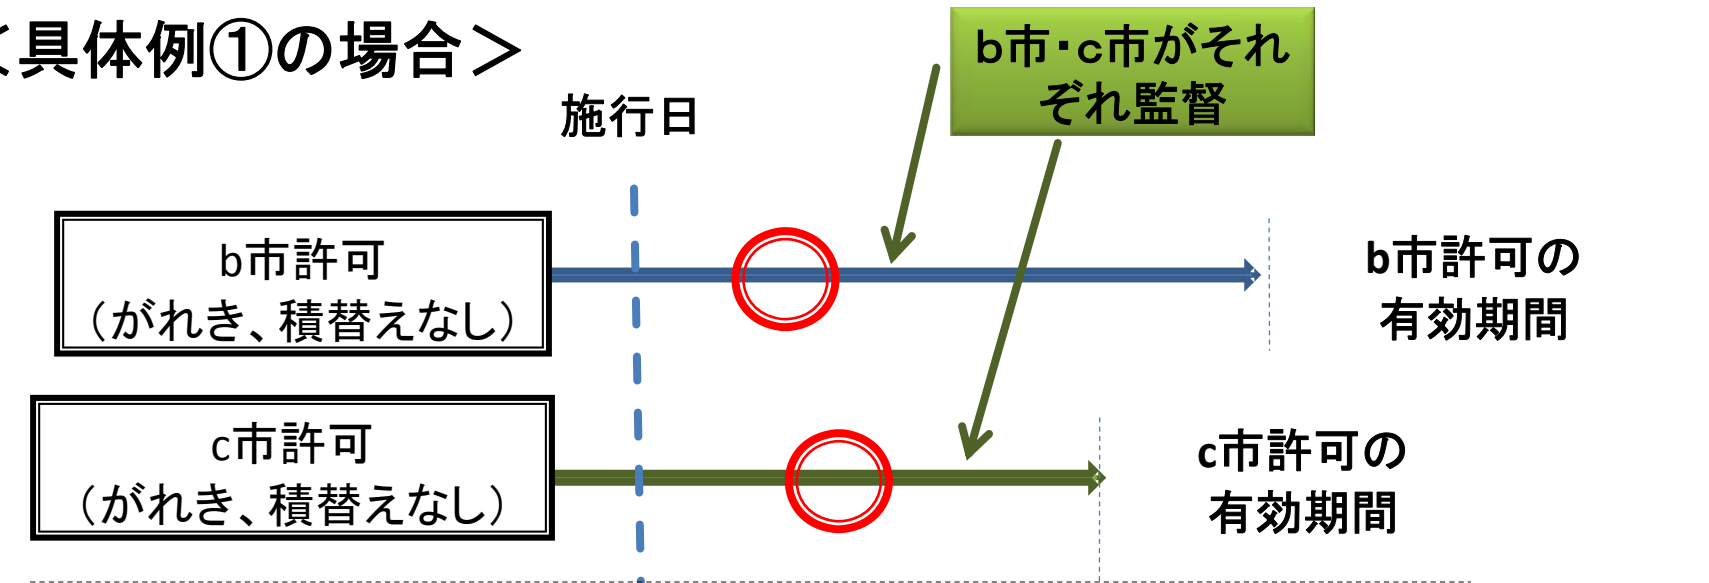 ＜具体例①の場合＞
b市・c市がそれ
ぞれ監督
施行日
b市許可
（がれき、積替えなし）
b市許可の
有効期間
c市許可
（がれき、積替えなし）
c市許可の
有効期間